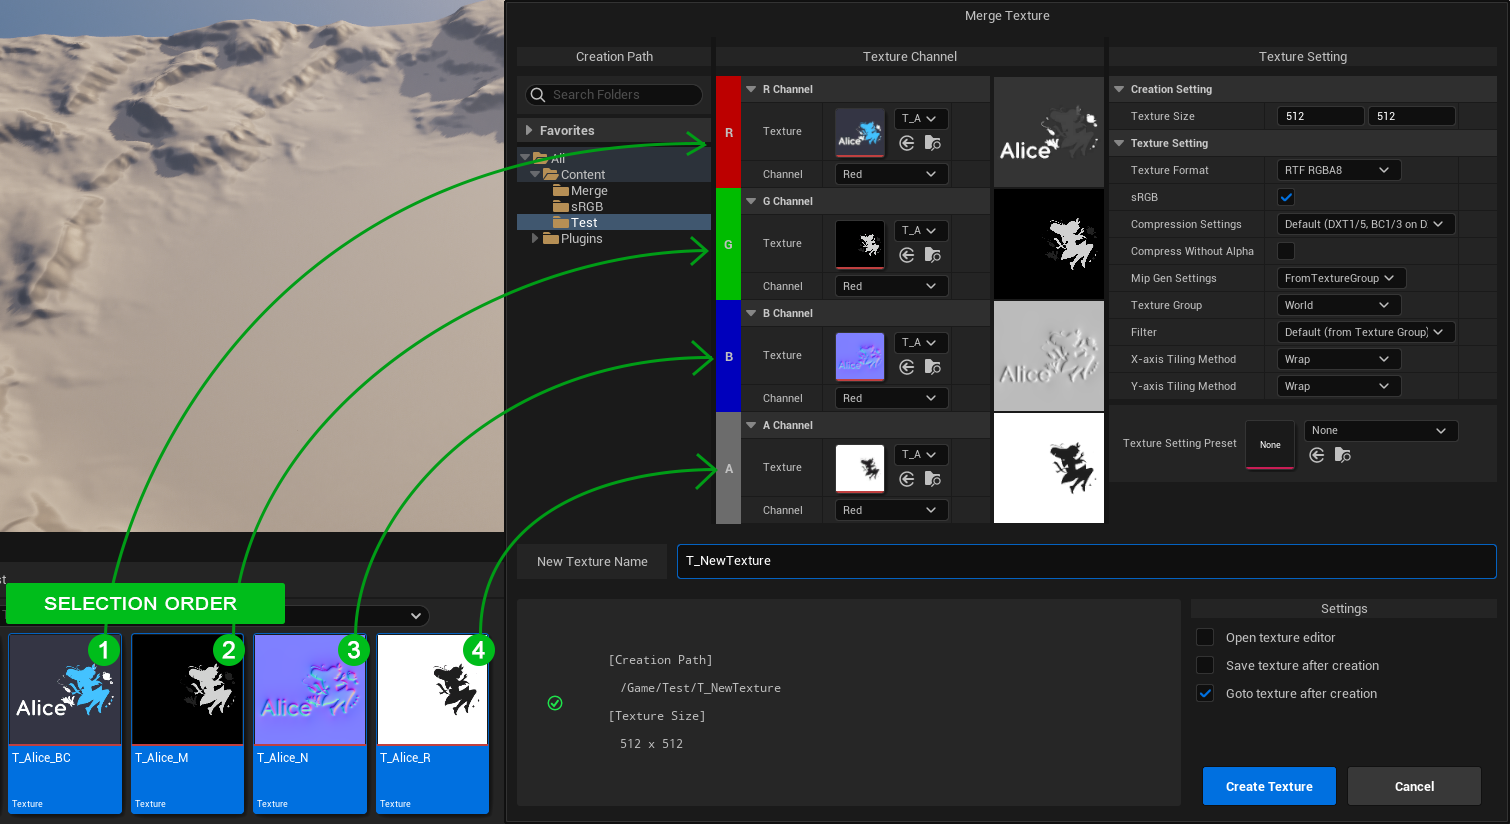 Merge Texture
Creation Path
Texture Channel
Texture Setting
Search Folders
Favorites
All
Content
Merge
sRGB
Test
Plugins
R
R Channel
Texture
T_A
Channel
Red
Alice
Alice
G
G Channel
Texture
T_A
Channel
Red
B
B Channel
Texture
T_A
Channel
Red
Alice
Alice
A
A Channel
Texture
T_A
Channel
Red
Creation Setting
Texture Size
512
512
Texture Setting
Texture Format
RTF RGBA8
sRGB
Compression Settings
Default (DXT1/5, BC1/3 on D
Compress Without Alpha
Mip Gen Settings
FromTextureGroup
Texture Group
World
Filter
Default (from Texture Group)
X-axis Tiling Method
Wrap
Y-axis Tiling Method
Wrap
Texture Setting Preset
None
None
New Texture Name
T_NewTexture
[Creation Path]
/Game/Test/T_NewTexture
[Texture Size]
512 x 512
Settings
Open texture editor
Save texture after creation
Goto texture after creation
Create Texture
Cancel
st
SELECTION ORDER
1
2
3
4
Alice
Alice
T_Alice_BC
T_Alice_M
T_Alice_N
T_Alice_R
Texture
Texture
Texture
Texture